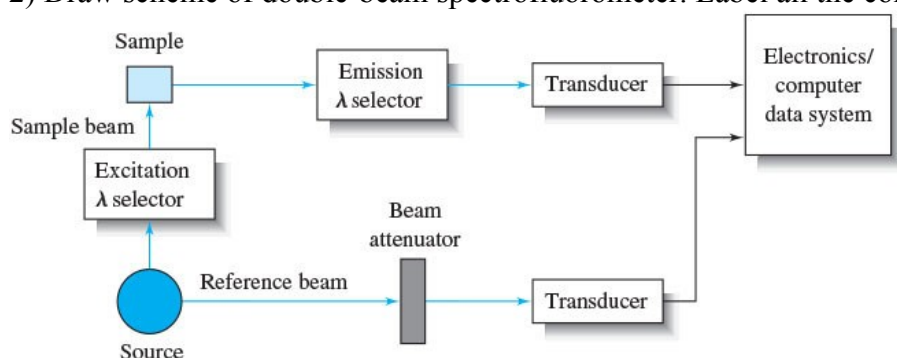 2) Draw scheme of double-beam spectrofluorometer. Label all the
Sample
Sample beam
Excitation
λ selector
Source
Reference beam
Emission
λ selector
Beam
attenuator
Transducer
Transducer
Electronics/
computer
data system